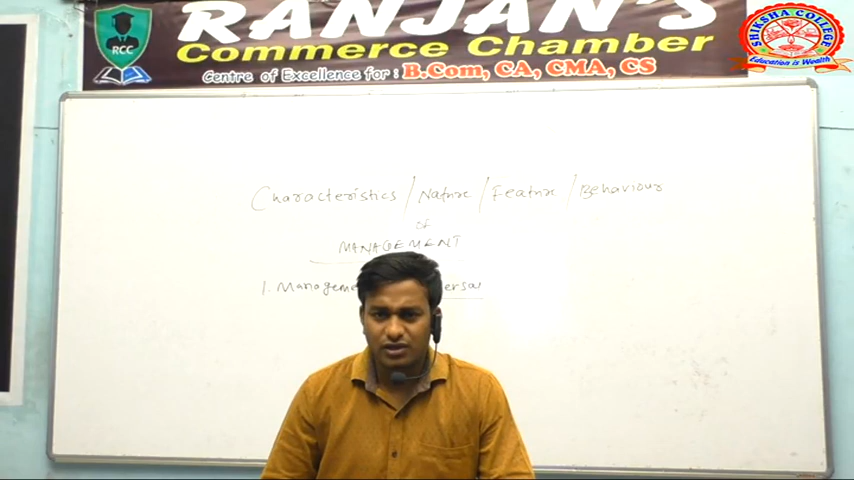 RANJAN'S
RCC
Commerce Chamber
Centre of Excellence for : B.Com, CA, CMA, CS
SHIKSHA COLLEGE
Education is Wealth
Characteristics / Nature / Feature / Behaviour
of
MANAGEMENT
1. Manageme